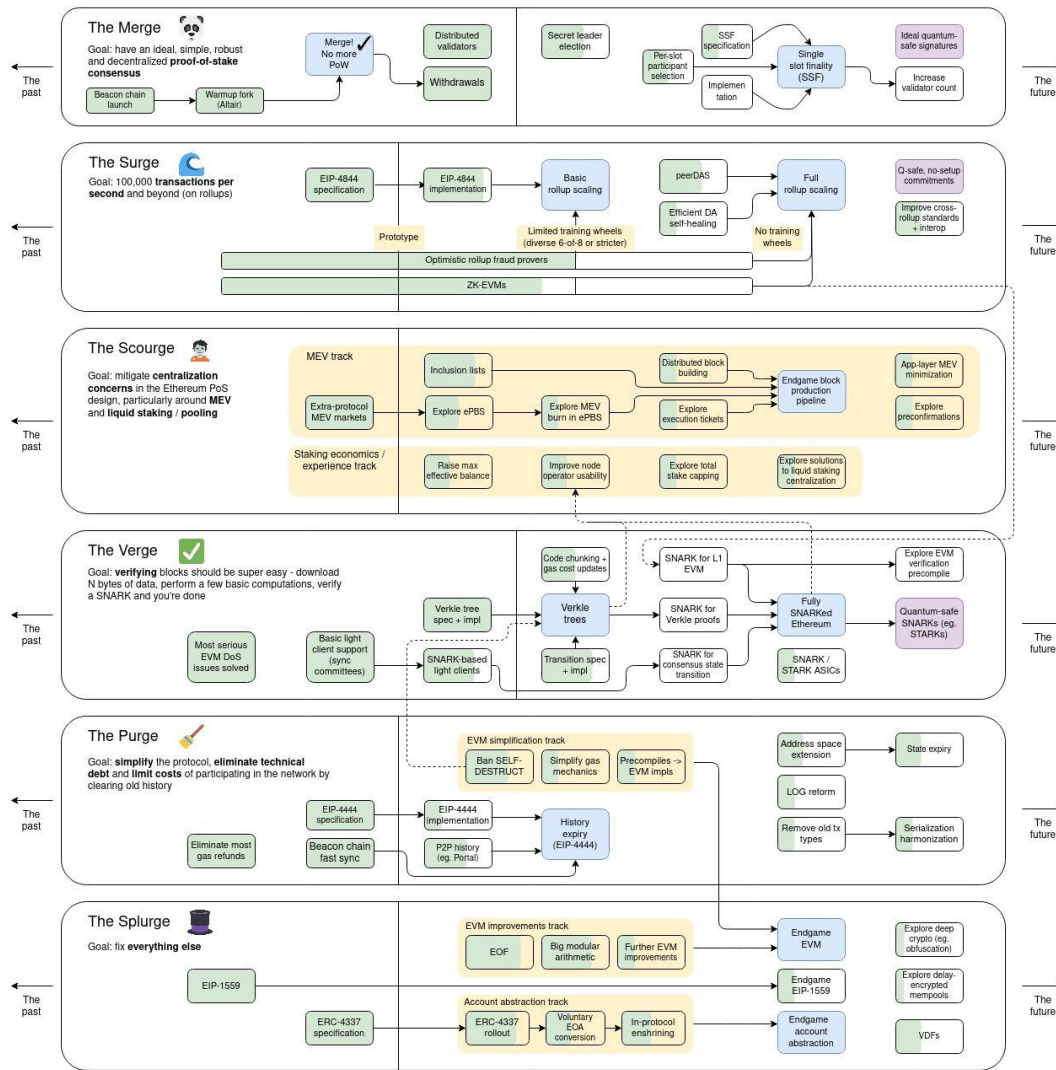 The Merge
Goal: have an ideal, simple, robust
and decentralized proof-of-stake
consensus
Beacon chain
launch
Warmup fork
(Altair)
Merge!
No more
PoW
Distributed
validators
Withdrawals
Secret leader
election
Per-slot
participant
selection
SSF
specification
Implemen
tation
Single
slot finality
(SSF)
Ideal quantum-
safe signatures
Increase
validator count
The
past
The
future
The Surge
Goal: 100,000 transactions per
second and beyond (on rollups)
EIP-4844
specification
EIP-4844
implementation
Basic
rollup scaling
peerDAS
Efficient DA
self-healing
Full
rollup scaling
Q-safe, no-setup
commitments
Improve cross-
rollup standards
+ interop
Prototype
Limited training wheels
(diverse 6-of-8 or stricter)
No training
wheels
Optimistic rollup fraud provers
ZK-EVMs
The
past
The
future
The Scourge
Goal: mitigate centralization
concerns in the Ethereum PoS
design, particularly around MEV
and liquid staking / pooling
MEV track
Extra-protocol
MEV markets
Inclusion lists
Explore ePBS
Explore MEV
burn in ePBS
Distributed block
building
Explore
execution tickets
Endgame block
production
pipeline
App-layer MEV
minimization
Explore
preconfirmations
Staking economics /
experience track
Raise max
effective balance
Improve node
operator usability
Explore total
stake capping
Explore solutions
to liquid staking
centralization
The
past
The
future
The Verge
Goal: verifying blocks should be super easy - download
N bytes of data, perform a few basic computations, verify
a SNARK and you're done
Most serious
EVM DoS
issues solved
Basic light
client support
(sync
committees)
Verkle tree
spec + impl
SNARK-based
light clients
Code chunking +
gas cost updates
Verkle
trees
Transition spec
+ impl
SNARK for L1
EVM
SNARK for
Verkle proofs
SNARK for
consensus state
transition
Fully
SNARKed
Ethereum
SNARK /
STARK ASICs
Explore EVM
verification
precompile
Quantum-safe
SNARKs (eg.
STARKs)
The
past
The
future
The Purge
Goal: simplify the protocol, eliminate technical
debt and limit costs of participating in the network by
clearing old history
Eliminate most
gas refunds
EIP-4444
specification
Beacon chain
fast sync
EIP-4444
implementation
P2P history
(eg. Portal)
History
expiry
(EIP-4444)
EVM simplification track
Ban SELF-
DESTRUCT
Simplify gas
mechanics
Precompiles ->
EVM impls
Address space
extension
State expiry
LOG reform
Remove old tx
types
Serialization
harmonization
The
past
The
future
The Splurge
Goal: fix everything else
EIP-1559
ERC-4337
specification
EVM improvements track
EOF
Big modular
arithmetic
Further EVM
improvements
Account abstraction track
ERC-4337
rollout
Voluntary
EOA
conversion
In-protocol
enshrining
Endgame
EVM
Endgame
EIP-1559
Endgame
account
abstraction
Explore deep
crypto (eg.
obfuscation)
Explore delay-
encrypted
mempools
VDFs
The
past
The
future